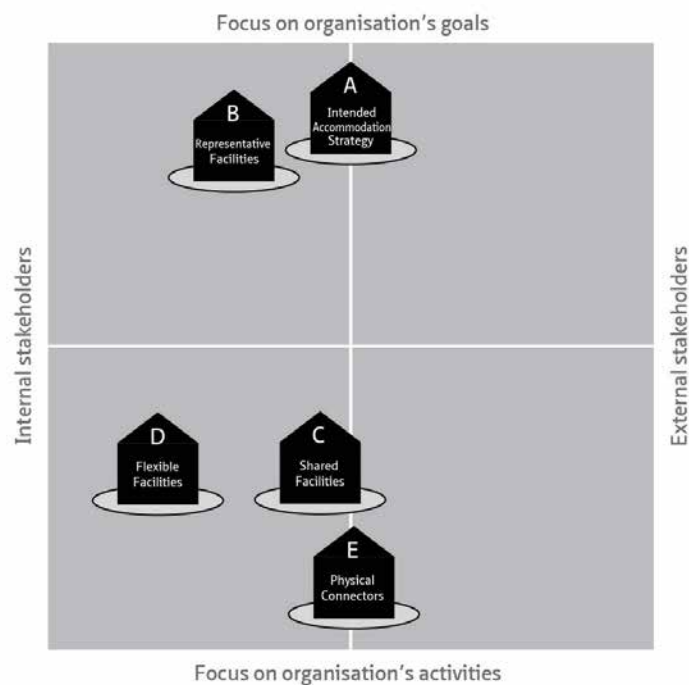 Focus on organisation's goals
A
Intended
Accommodation
Strategy
B
Representative
Facilities
Internal stakeholders
External stakeholders
D
Flexible
Facilities
C
Shared
Facilities
E
Physical
Connectors
Focus on organisation's activities